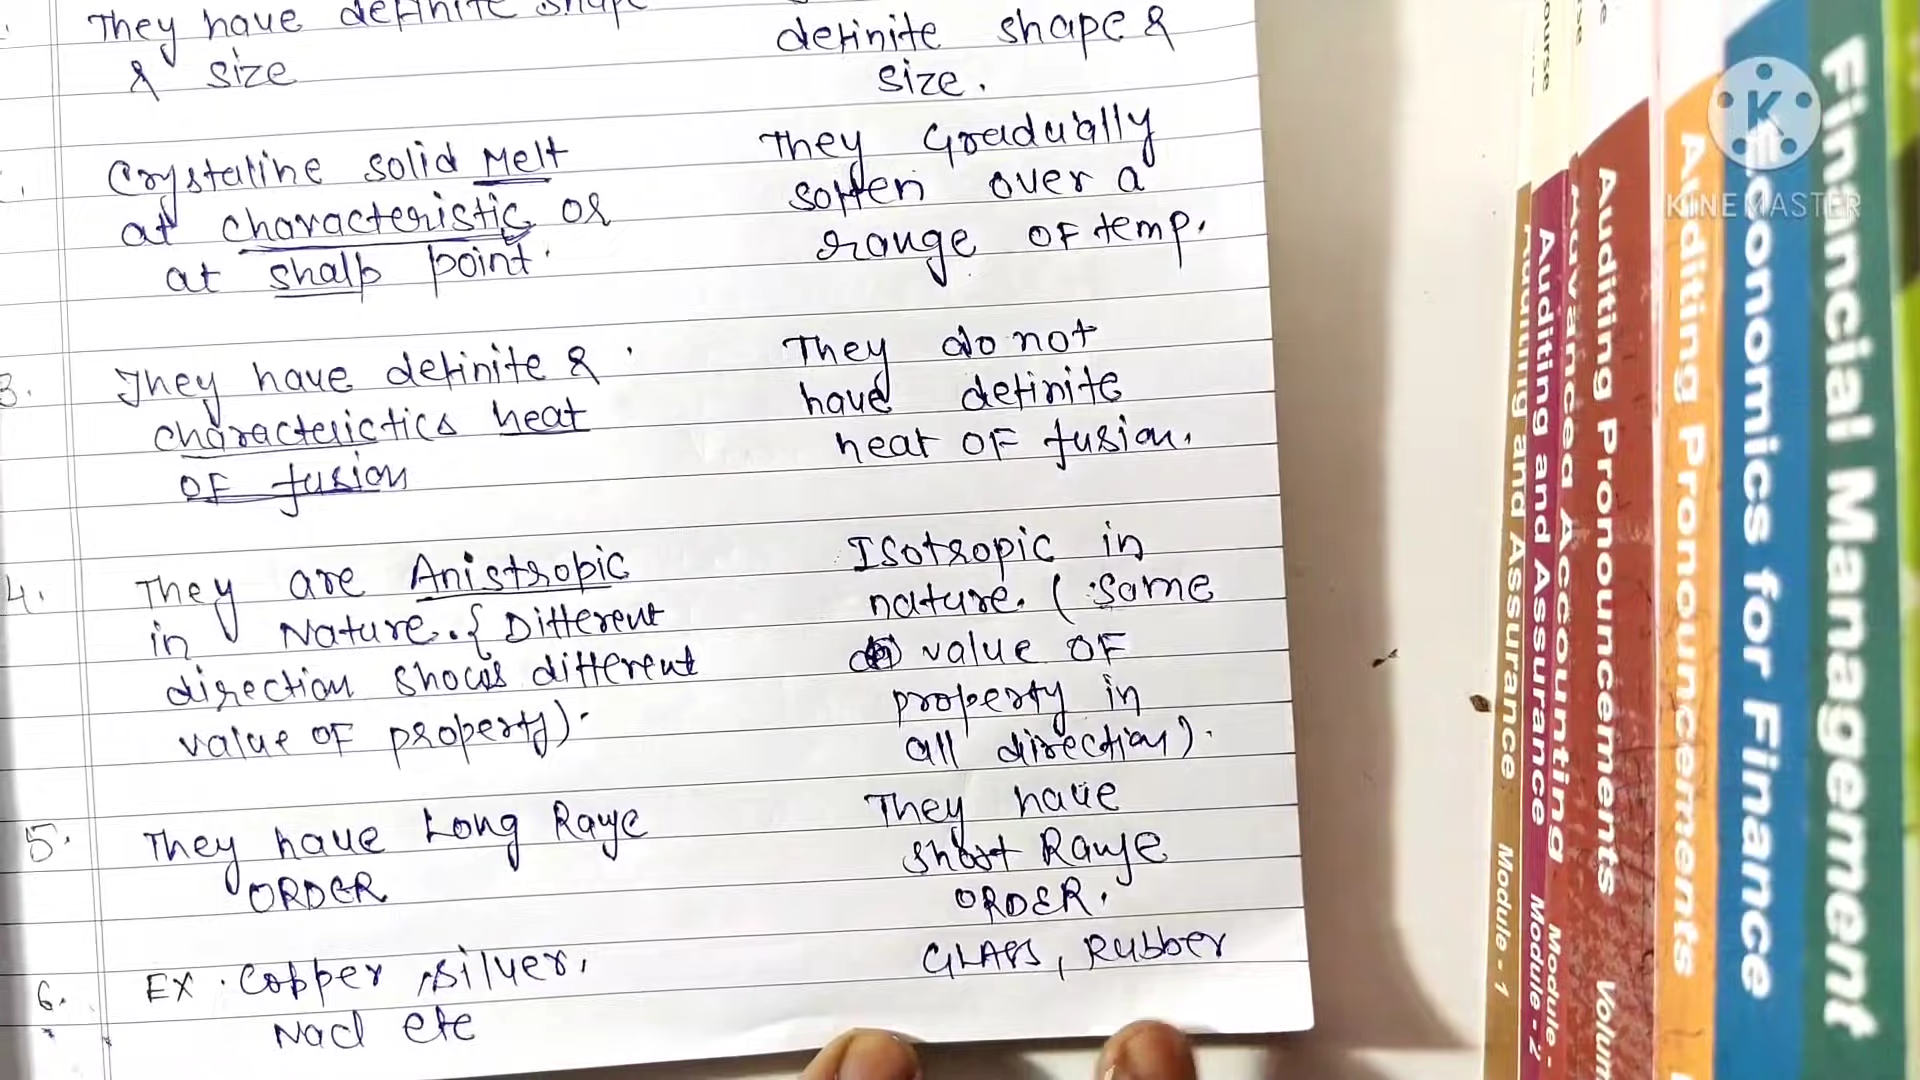 They have definite shape
& size
definite shape &
size.
Crystaline solid Melt
at characteristic or
at sharp point.
They Gradually
soften over a
range of temp.
3. They have definite &
characterictics heat
of fusion
They do not
have definite
heat of fusion.
4. They are Anistropic
in Nature. { Different
direction shows different
value of property).
Isotropic in
nature. ( same
value of
property in
all direction).
5. They have Long Range
ORDER
They have
short Range
ORDER.
6. EX. Copper, silver,
Nacl etc
GLASS, Rubber
Auditing and Assurance Module - 1
Auditing and Assurance Module - 2
Advanced Accounting Module -
Auditing Pronouncements
Auditing Pronouncements
Economics for Finance
Financial Management
K
KINEMASTER